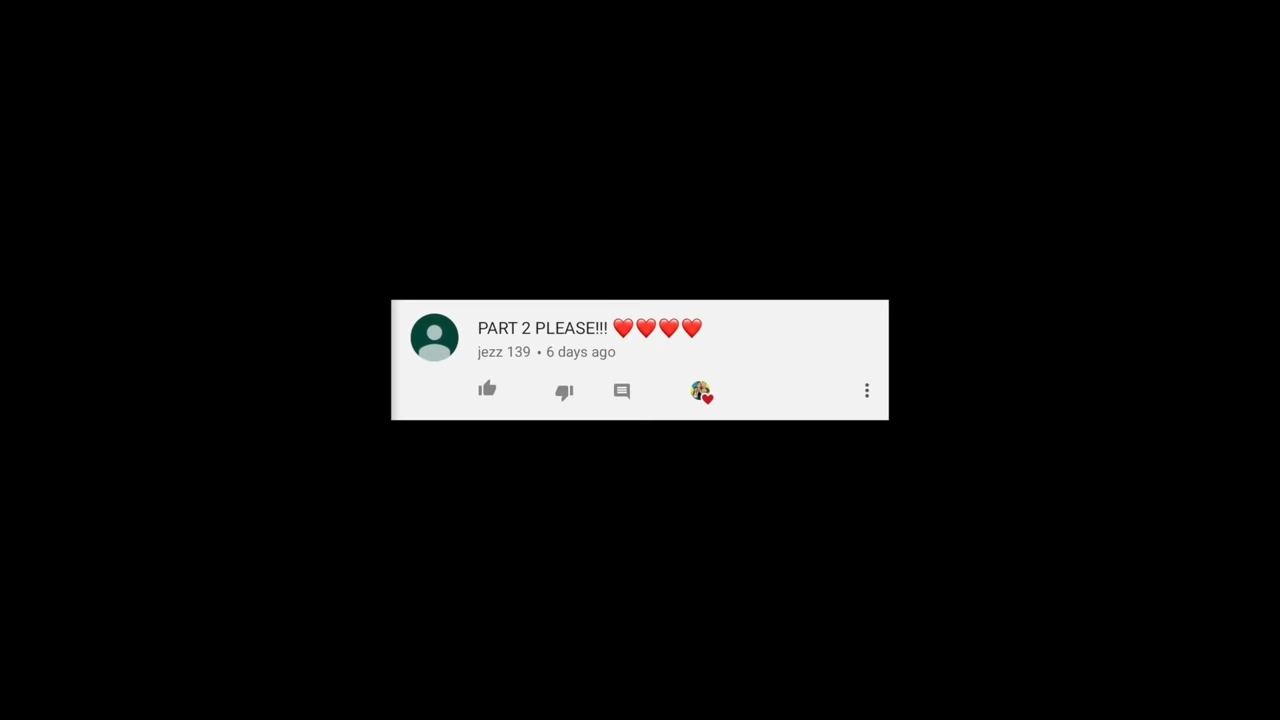 PART 2 PLEASE!!! ❤️❤️❤️❤️
jezz 139 • 6 days ago